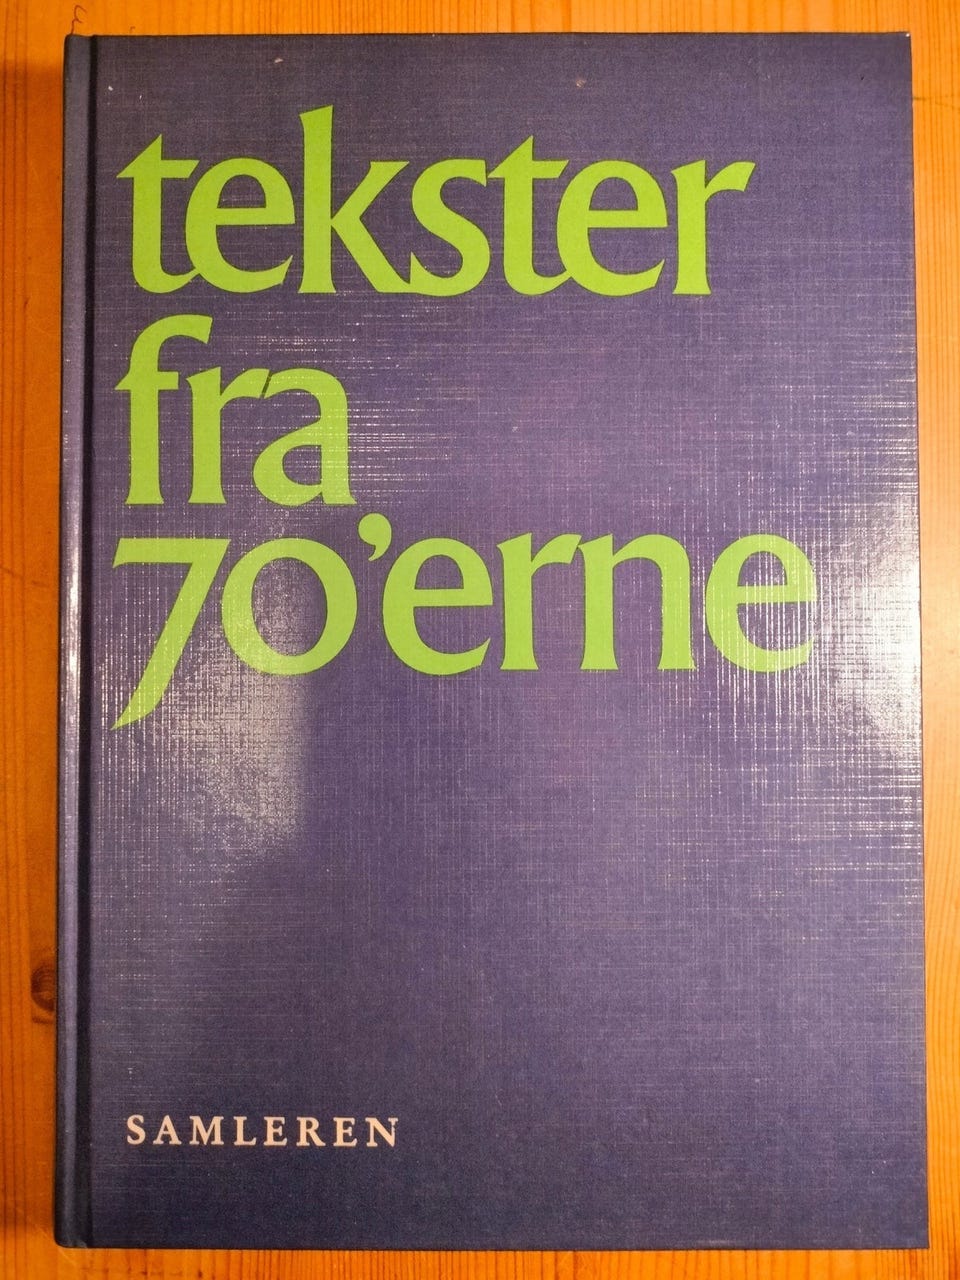 tekster
fra
70'erne
SAMLEREN